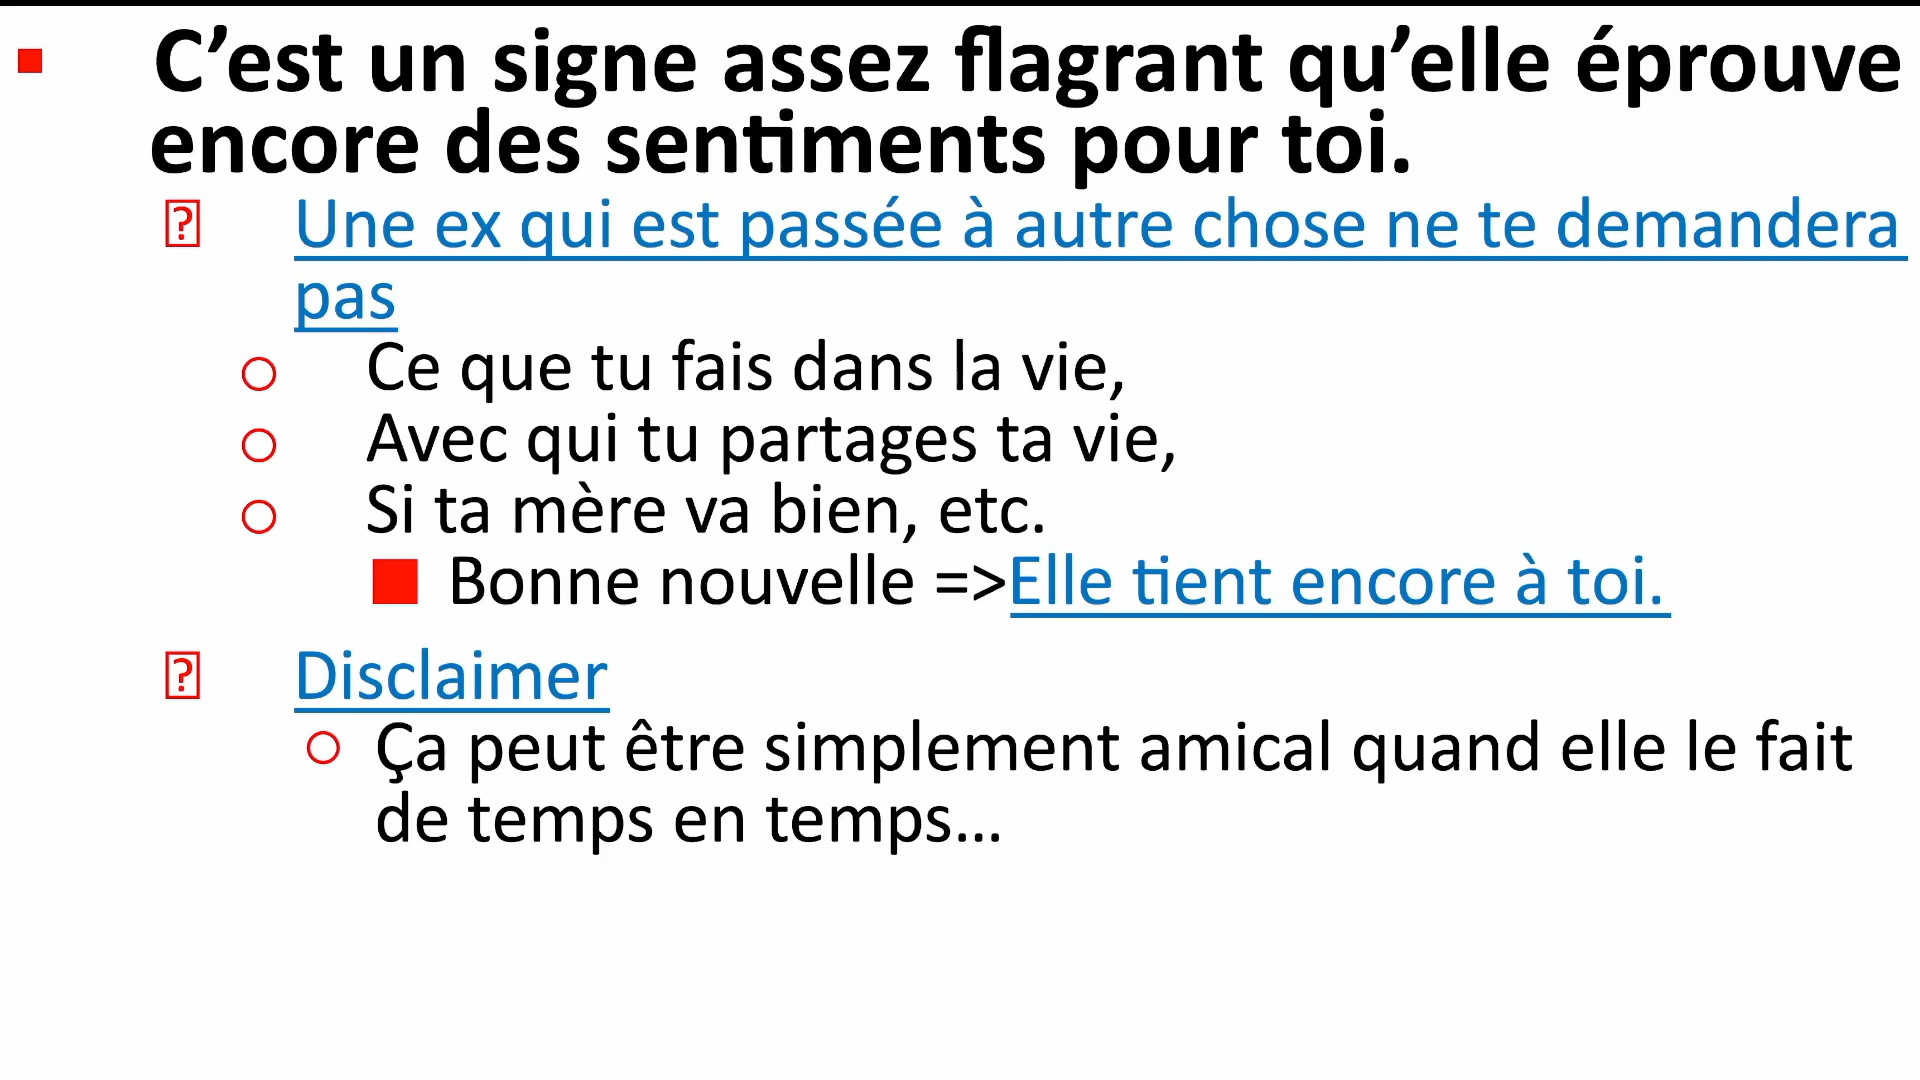 ▪ C’est un signe assez flagrant qu’elle éprouve
encore des sentiments pour toi.
Une ex qui est passée à autre chose ne te demandera
pas
○ Ce que tu fais dans la vie,
○ Avec qui tu partages ta vie,
○ Si ta mère va bien, etc.
■ Bonne nouvelle =>Elle tient encore à toi.
Disclaimer
○ Ça peut être simplement amical quand elle le fait
de temps en temps…